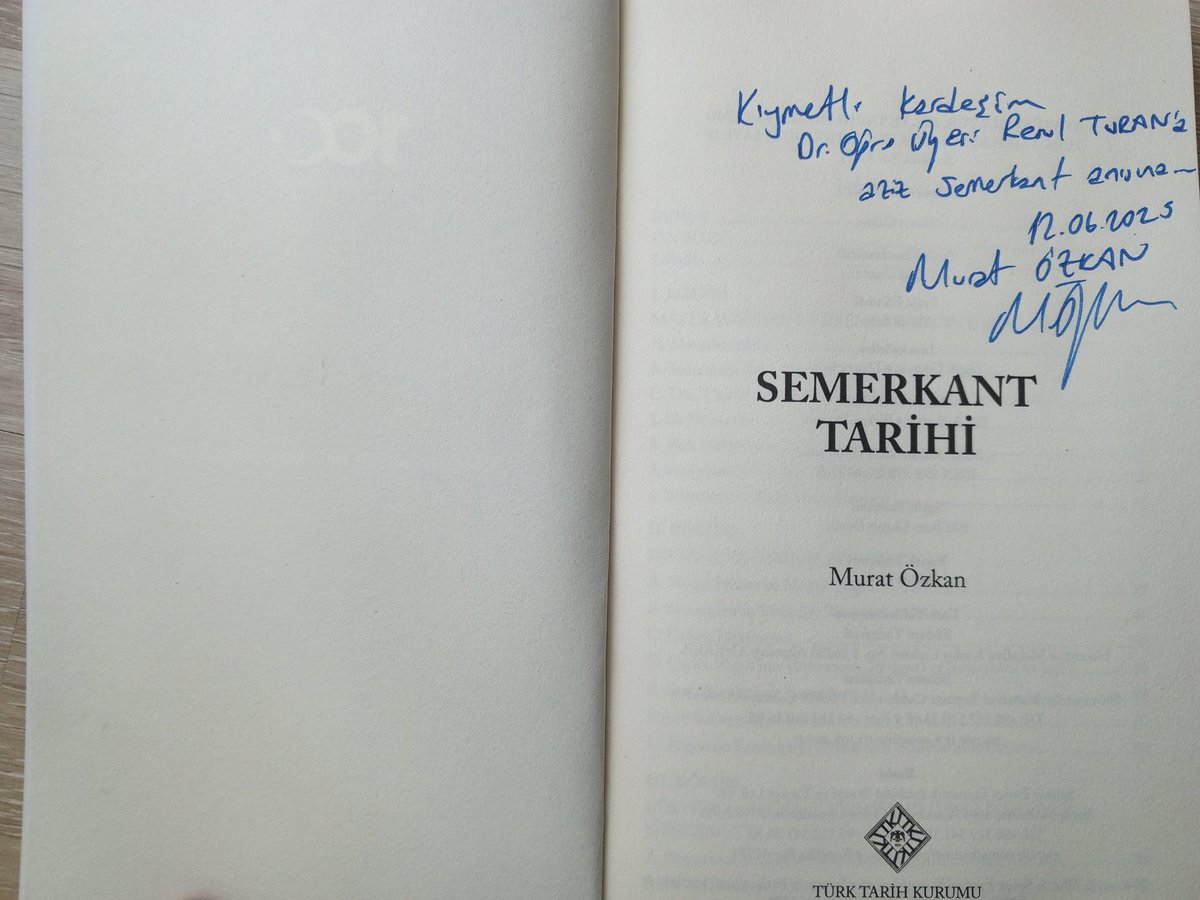 Kıymetli Kardeşim
Dr. Öğr. Üyesi Resul TURAN'a
aziz Semerkant anısına
12.06.2025
Murat ÖZKAN
SEMERKANT
TARİHİ
Murat Özkan
TÜRK TARİH KURUMU